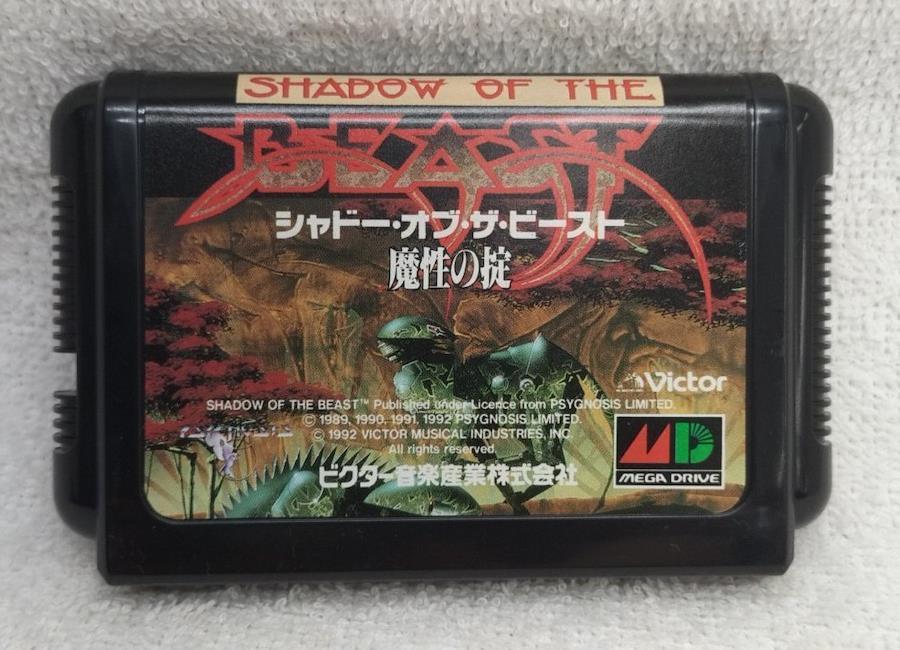 SHADOW OF THE
BEAST
シャドー・オブ・ザ・ビースト
魔性の掟
Victor
SHADOW OF THE BEAST™ Published under Licence from PSYGNOSIS LIMITED.
© 1989, 1990, 1991, 1992 PSYGNOSIS LIMITED.
© 1992 VICTOR MUSICAL INDUSTRIES, INC.
All rights reserved.
MD
MEGA DRIVE
ビクター音楽産業株式会社